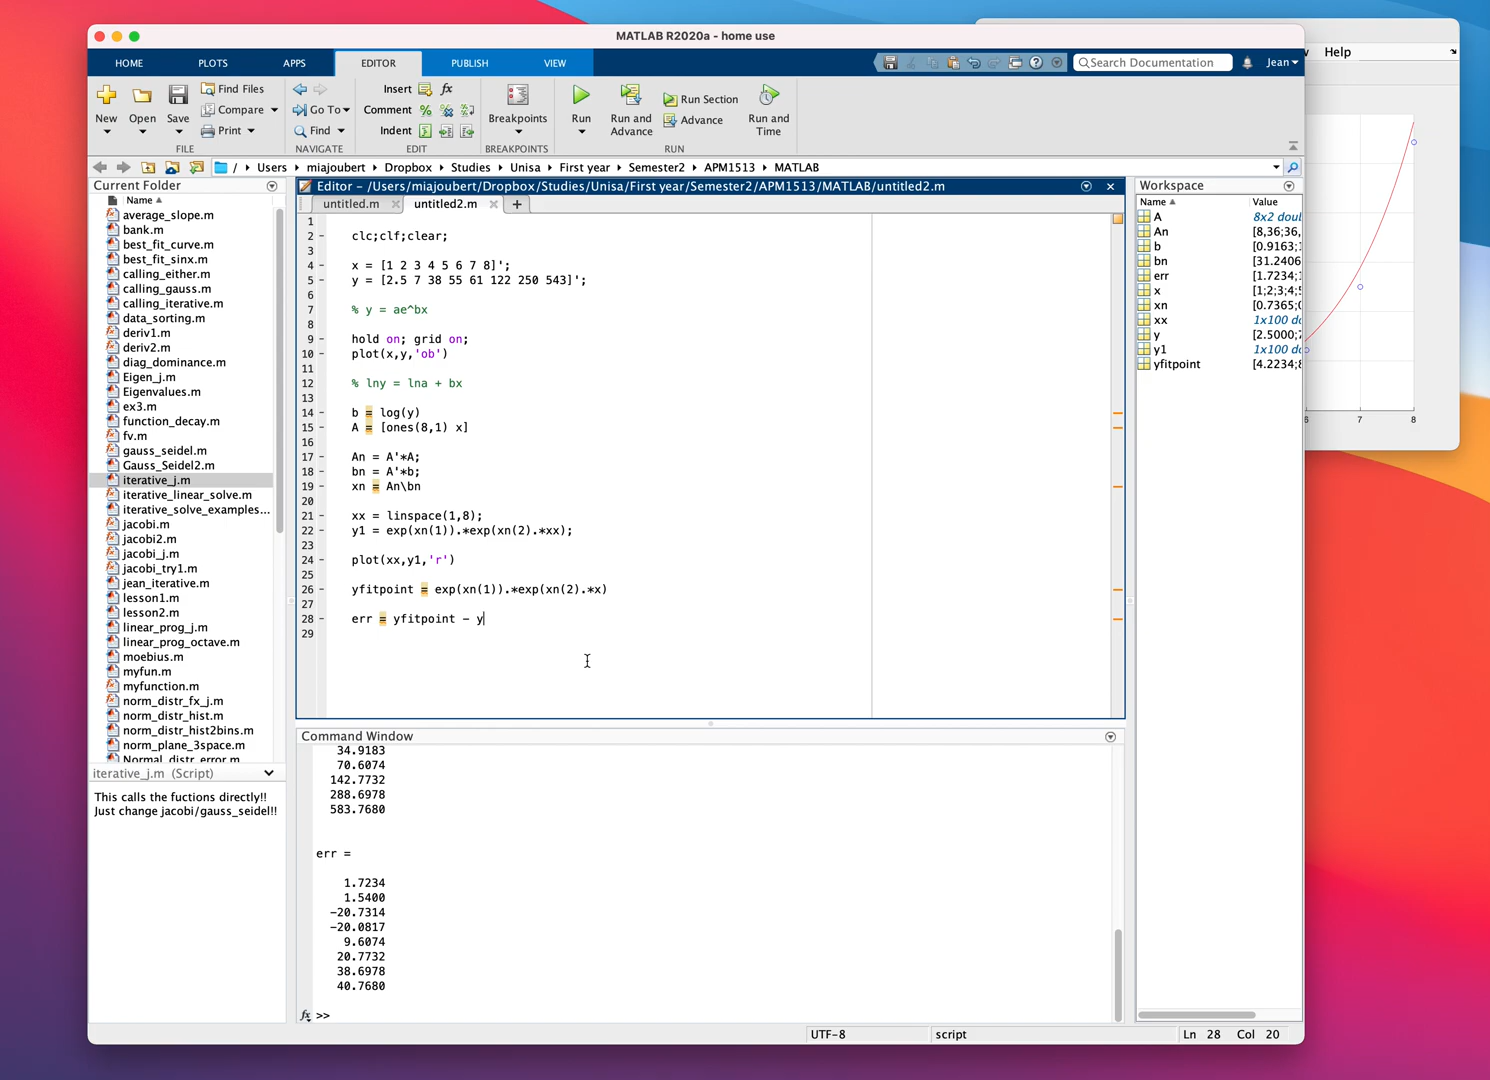 MATLAB R2020a - home use
Help
HOME PLOTS APPS EDITOR PUBLISH VIEW
Search Documentation
Jean
New Open Save
Find Files
Compare
Print
FILE
Go To
Find
NAVIGATE
Insert
Comment
Indent
EDIT
Breakpoints
BREAKPOINTS
Run
Run and Advance
Run Section
Advance
Run and Time
RUN
/ Users miajoubert Dropbox Studies Unisa First year Semester2 APM1513 MATLAB
Current Folder
Name
average_slope.m
bank.m
best_fit_curve.m
best_fit_sinx.m
calling_either.m
calling_gauss.m
calling_iterative.m
data_sorting.m
deriv1.m
deriv2.m
diag_dominance.m
Eigen_j.m
Eigenvalues.m
ex3.m
function_decay.m
fv.m
gauss_seidel.m
Gauss_Seidel2.m
iterative_j.m
iterative_linear_solve.m
iterative_solve_examples...
jacobi.m
jacobi2.m
jacobi_j.m
jacobi_try1.m
jean_iterative.m
lesson1.m
lesson2.m
linear_prog_j.m
linear_prog_octave.m
moebius.m
myfun.m
myfunction.m
norm_distr_fx_j.m
norm_distr_hist.m
norm_distr_hist2bins.m
norm_plane_3space.m
Normal_distr_error.m
iterative_j.m (Script)
This calls the fuctions directly!!
Just change jacobi/gauss_seidel!!
Editor - /Users/miajoubert/Dropbox/Studies/Unisa/First year/Semester2/APM1513/MATLAB/untitled2.m
untitled.m untitled2.m
1
2 - clc;clf;clear;
3
4 - x = [1 2 3 4 5 6 7 8]';
5 - y = [2.5 7 38 55 61 122 250 543]';
6
7 % y = ae^bx
8
9 - hold on; grid on;
10 - plot(x,y,'ob')
11
12 % lny = lna + bx
13
14 - b = log(y)
15 - A = [ones(8,1) x]
16
17 - An = A'*A;
18 - bn = A'*b;
19 - xn = An\bn
20
21 - xx = linspace(1,8);
22 - y1 = exp(xn(1)).*exp(xn(2).*xx);
23
24 - plot(xx,y1,'r')
25
26 - yfitpoint = exp(xn(1)).*exp(xn(2).*x)
27
28 - err = yfitpoint - y
29
Command Window
34.9183
70.6074
142.7732
288.6978
583.7680
err =
1.7234
1.5400
-20.7314
-20.0817
9.6074
20.7732
38.6978
40.7680
fx >>
Workspace
Name Value
A 8x2 doul
An [8,36;36,
b [0.9163;1
bn [31.2406
err [1.7234;1
x [1;2;3;4;5
xn [0.7365;0
xx 1x100 do
y [2.5000;7
y1 1x100 do
yfitpoint [4.2234;8
6 7 8
UTF-8 script Ln 28 Col 20